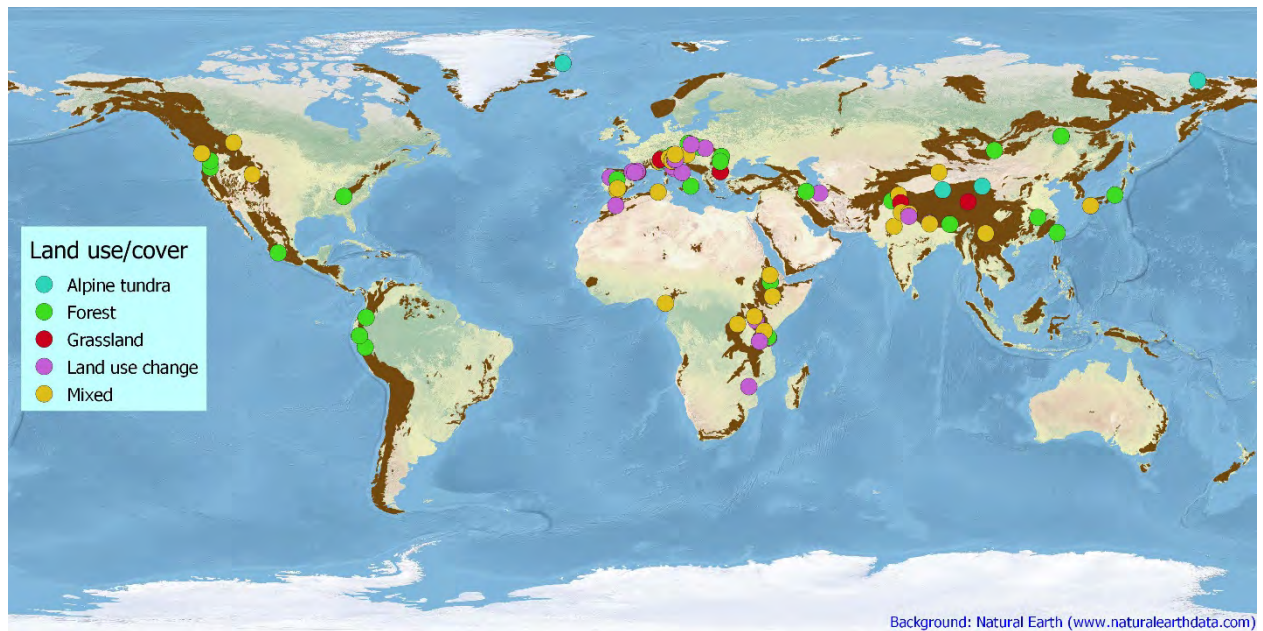 Land use/cover
Alpine tundra
Forest
Grassland
Land use change
Mixed
Background: Natural Earth (www.naturalearthdata.com)